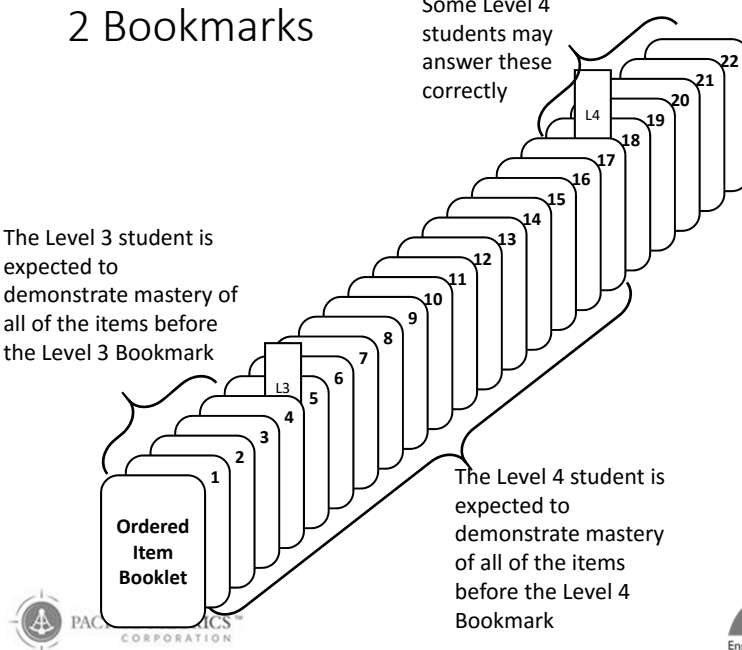 2 Bookmarks
Some Level 4
students may
answer these
correctly
22
21
20
19
18
17
16
15
14
13
12
11
10
9
8
7
6
5
4
3
2
1
L4
L3
The Level 3 student is
expected to
demonstrate mastery of
all of the items before
the Level 3 Bookmark
Ordered
Item
Booklet
The Level 4 student is
expected to
demonstrate mastery
of all of the items
before the Level 4
Bookmark
CORPORATION